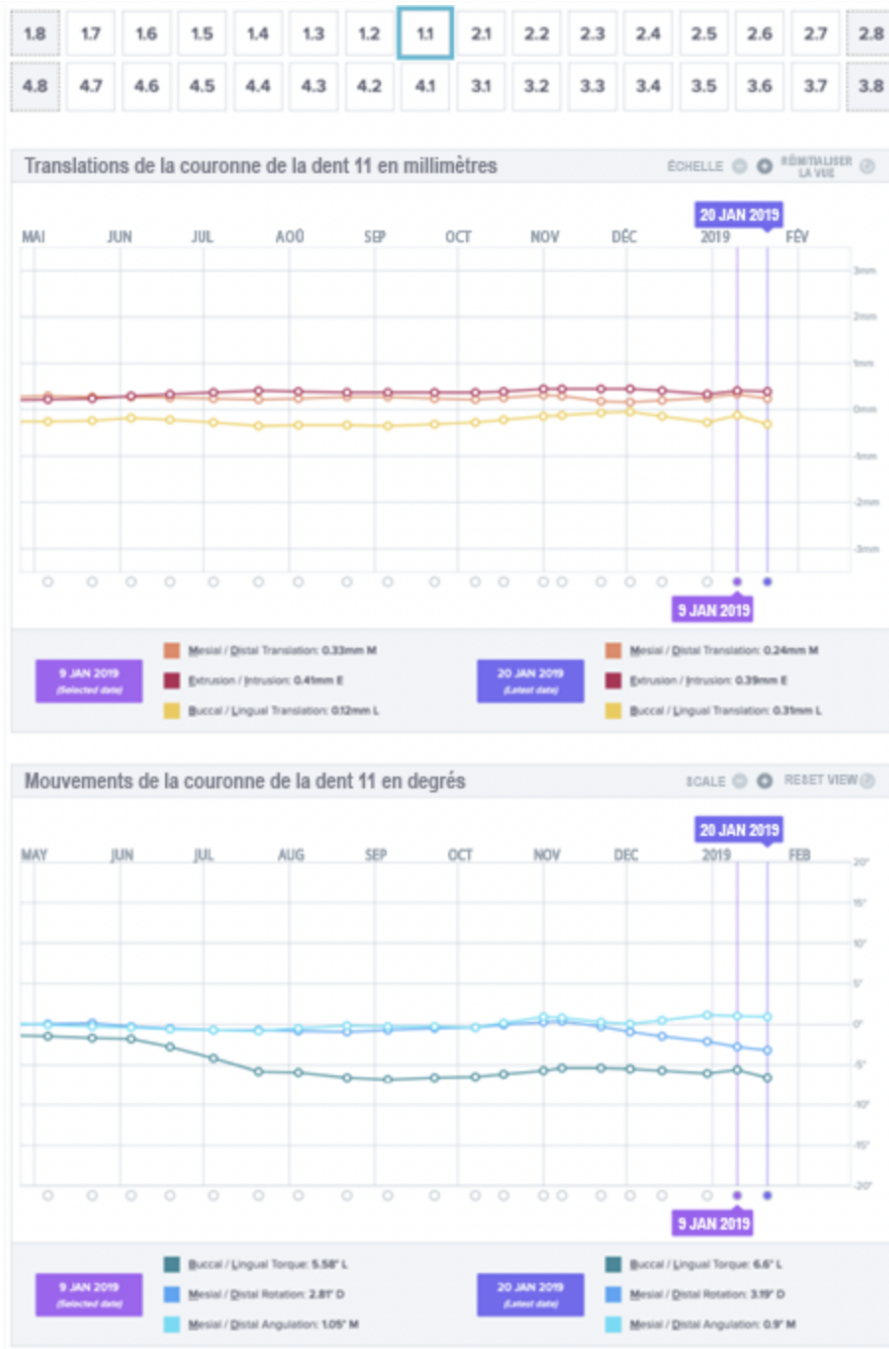 1.8 1.7 1.6 1.5 1.4 1.3 1.2 1.1 2.1 2.2 2.3 2.4 2.5 2.6 2.7 2.8
4.8 4.7 4.6 4.5 4.4 4.3 4.2 4.1 3.1 3.2 3.3 3.4 3.5 3.6 3.7 3.8
Translations de la couronne de la dent 11 en millimètres
ÉCHELLE
RÉINITIALISER
LA VUE
20 JAN 2019
MAI JUN JUL AOÛ SEP OCT NOV DÉC 2019 FÉV
3mm
2mm
1mm
0mm
-1mm
-2mm
-3mm
9 JAN 2019
9 JAN 2019
(Selected date)
Mesial / Distal Translation: 0.33mm M
Extrusion / Intrusion: 0.41mm E
Buccal / Lingual Translation: 0.12mm L
20 JAN 2019
(Latest date)
Mesial / Distal Translation: 0.24mm M
Extrusion / Intrusion: 0.39mm E
Buccal / Lingual Translation: 0.31mm L
Mouvements de la couronne de la dent 11 en degrés
SCALE
RESET VIEW
20 JAN 2019
MAY JUN JUL AUG SEP OCT NOV DEC 2019 FEB
20°
15°
10°
5°
0°
-5°
-10°
-15°
-20°
9 JAN 2019
9 JAN 2019
(Selected date)
Buccal / Lingual Torque: 5.58° L
Mesial / Distal Rotation: 2.81° D
Mesial / Distal Angulation: 1.05° M
20 JAN 2019
(Latest date)
Buccal / Lingual Torque: 6.6° L
Mesial / Distal Rotation: 3.19° D
Mesial / Distal Angulation: 0.9° M